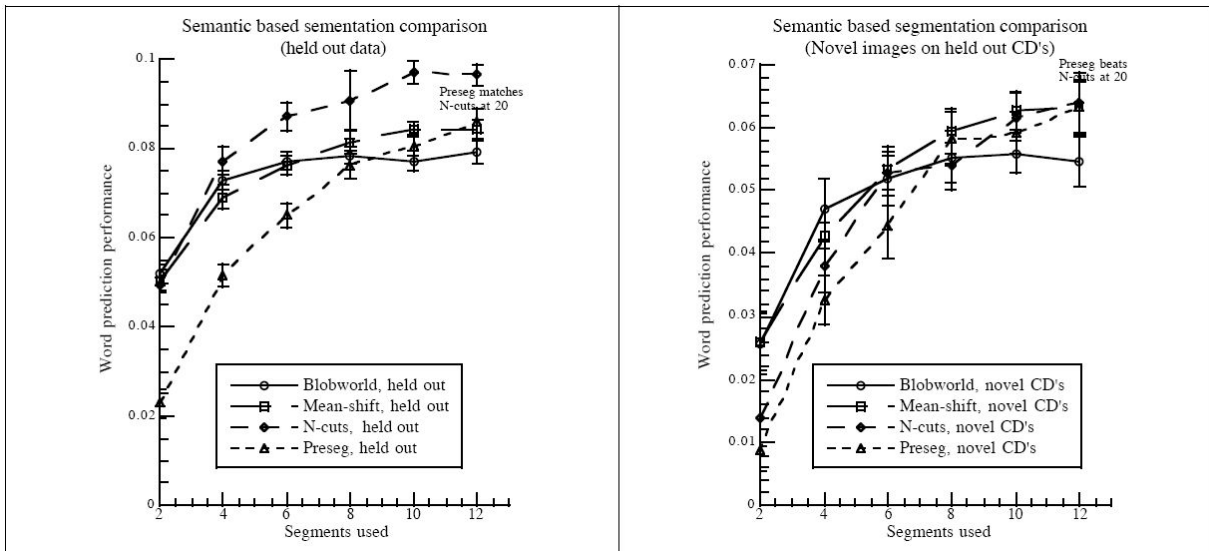 Semantic based sementation comparison
(held out data)
0.1
Preseg matches
N-cuts at 20
0.08
0.06
0.04
0.02
0
Word prediction performance
Blobworld, held out
Mean-shift, held out
N-cuts, held out
Preseg, held out
2 4 6 8 10 12
Segments used
Semantic based segmentation comparison
(Novel images on held out CD's)
0.07
Preseg beats
N-cuts at 20
0.06
0.05
0.04
0.03
0.02
0.01
0
Word prediction performance
Blobworld, novel CD's
Mean-shift, novel CD's
N-cuts, novel CD's
Preseg, novel CD's
2 4 6 8 10 12
Segments used